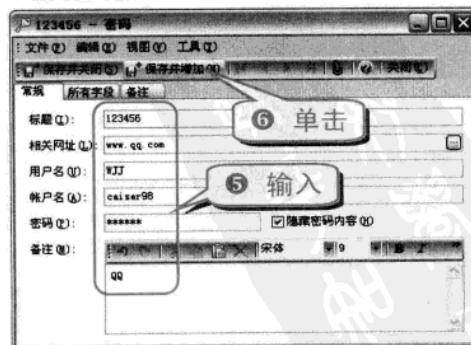 123456 - 密码
文件(F) 编辑(E) 视图(V) 工具(T)
保存并关闭(S) 保存并增加(N) 关闭(C)
常规 所有字段 备注
标题(I): 123456
❻ 单击
相关网址(L): www.qq.com
用户名(U): WJJ
❺ 输入
帐户名(A): caiser98
密码(P): ****** 隐藏密码内容(H)
备注(M): 宋体 9 B I
QQ